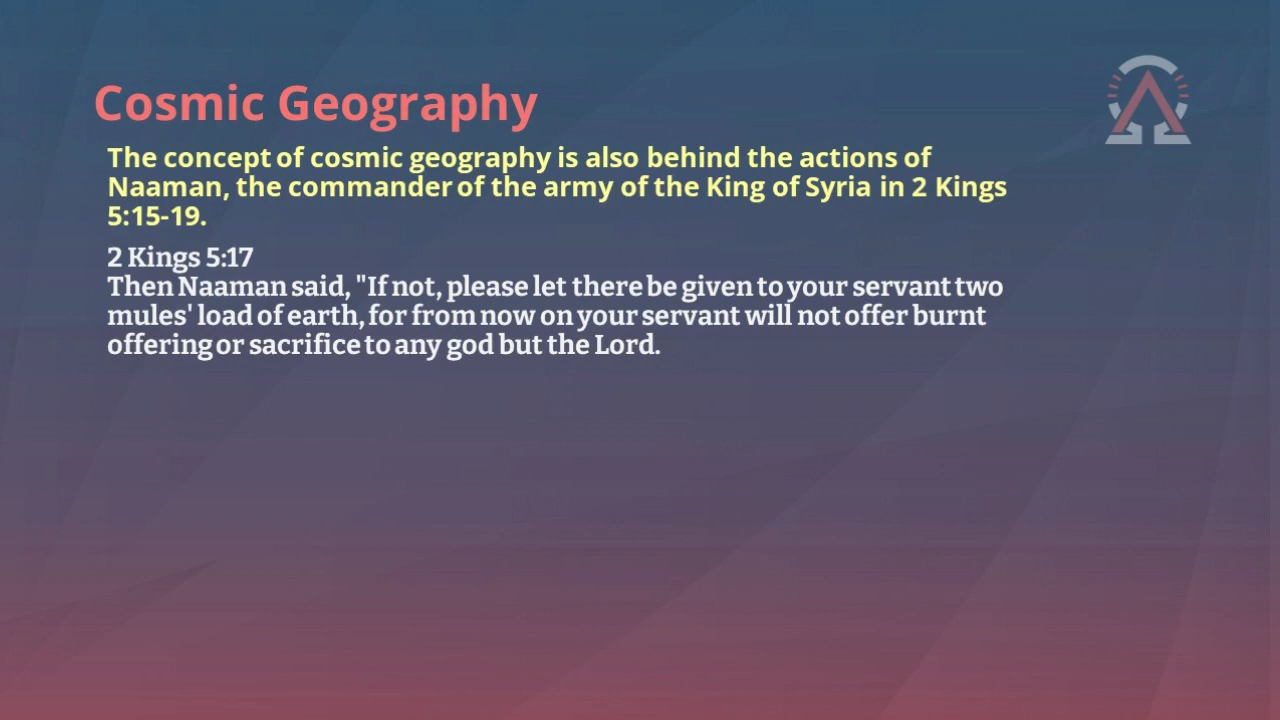 Cosmic Geography
The concept of cosmic geography is also behind the actions of
Naaman, the commander of the army of the King of Syria in 2 Kings
5:15-19.
2 Kings 5:17
Then Naaman said, "If not, please let there be given to your servant two
mules' load of earth, for from now on your servant will not offer burnt
offering or sacrifice to any god but the Lord.